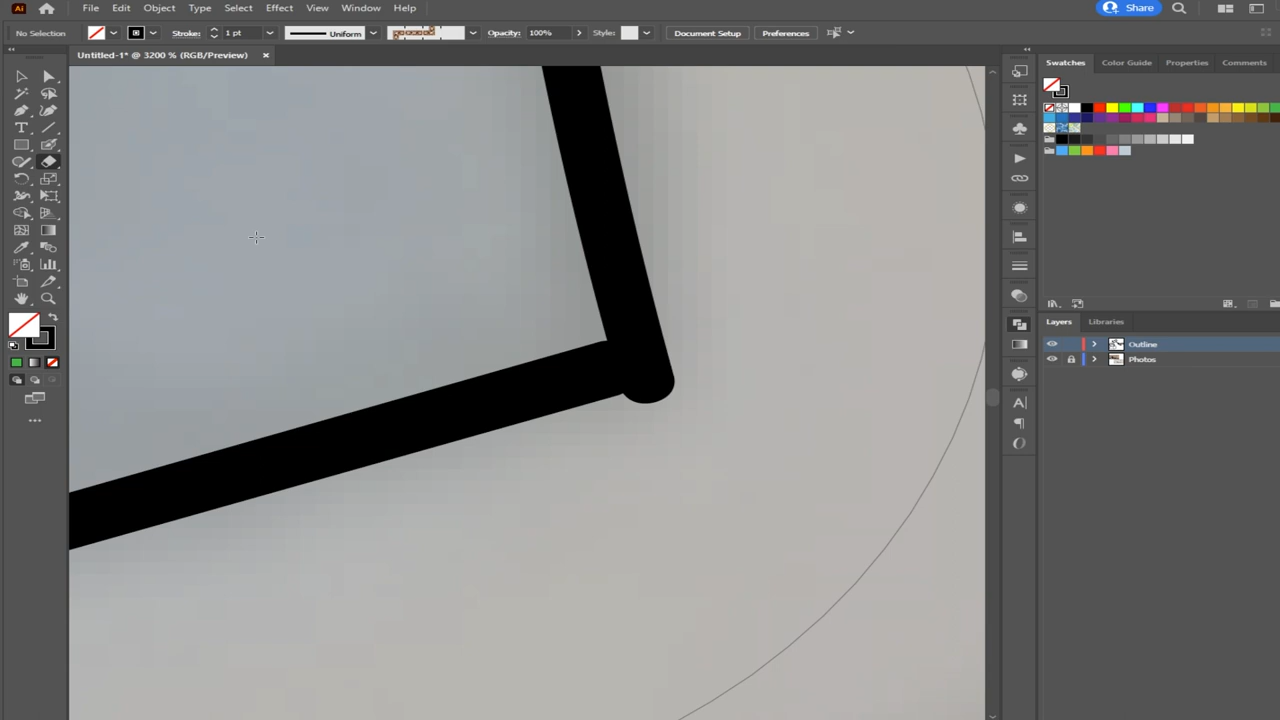 Ai File Edit Object Type Select Effect View Window Help Share
No Selection Stroke: 1 pt Uniform Opacity: 100% Style: Document Setup Preferences
Untitled-1* @ 3200 % (RGB/Preview) ×
Swatches Color Guide Properties Comments
Layers Libraries
Outline
Photos